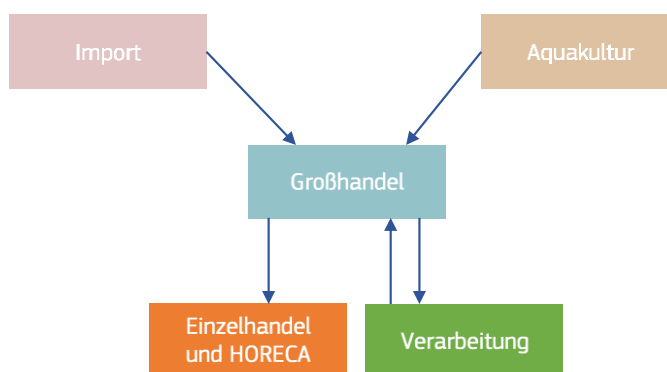 Import
Aquakultur
Großhandel
Einzelhandel
und HORECA
Verarbeitung